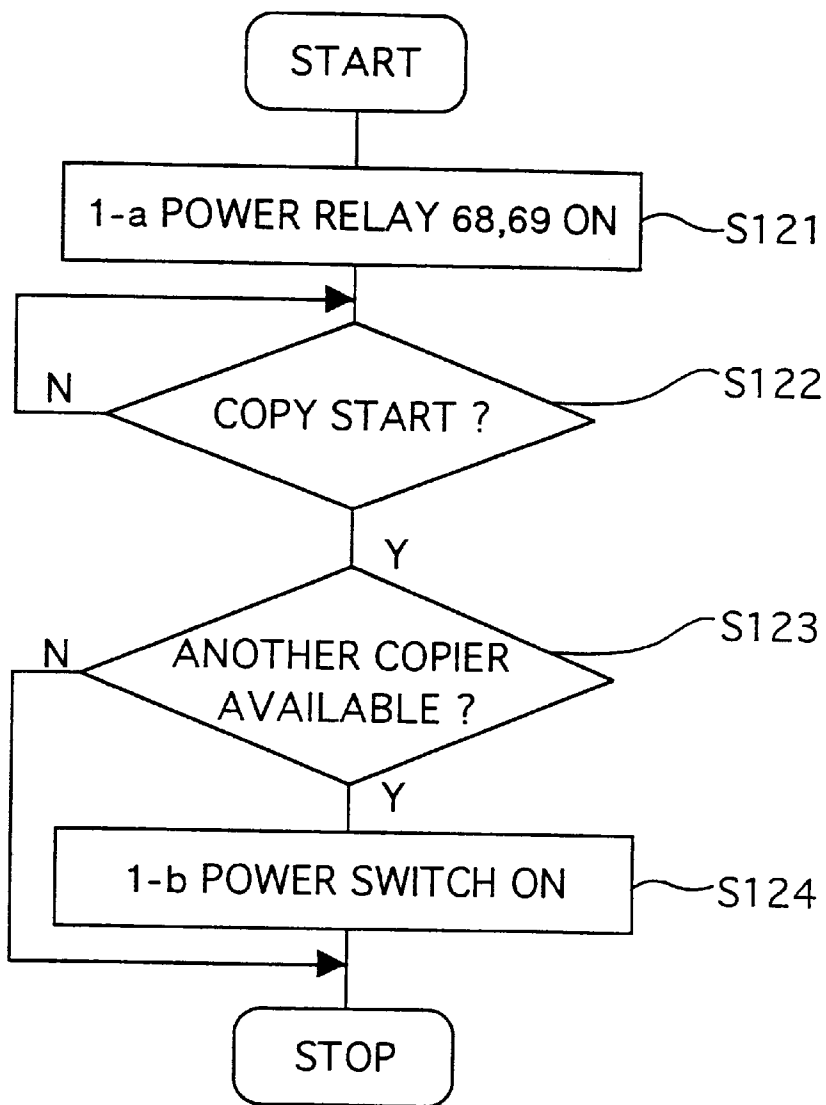 START
1-a POWER RELAY 68,69 ON
S121
N
COPY START ?
S122
Y
N
ANOTHER COPIER
AVAILABLE ?
S123
Y
1-b POWER SWITCH ON
S124
STOP